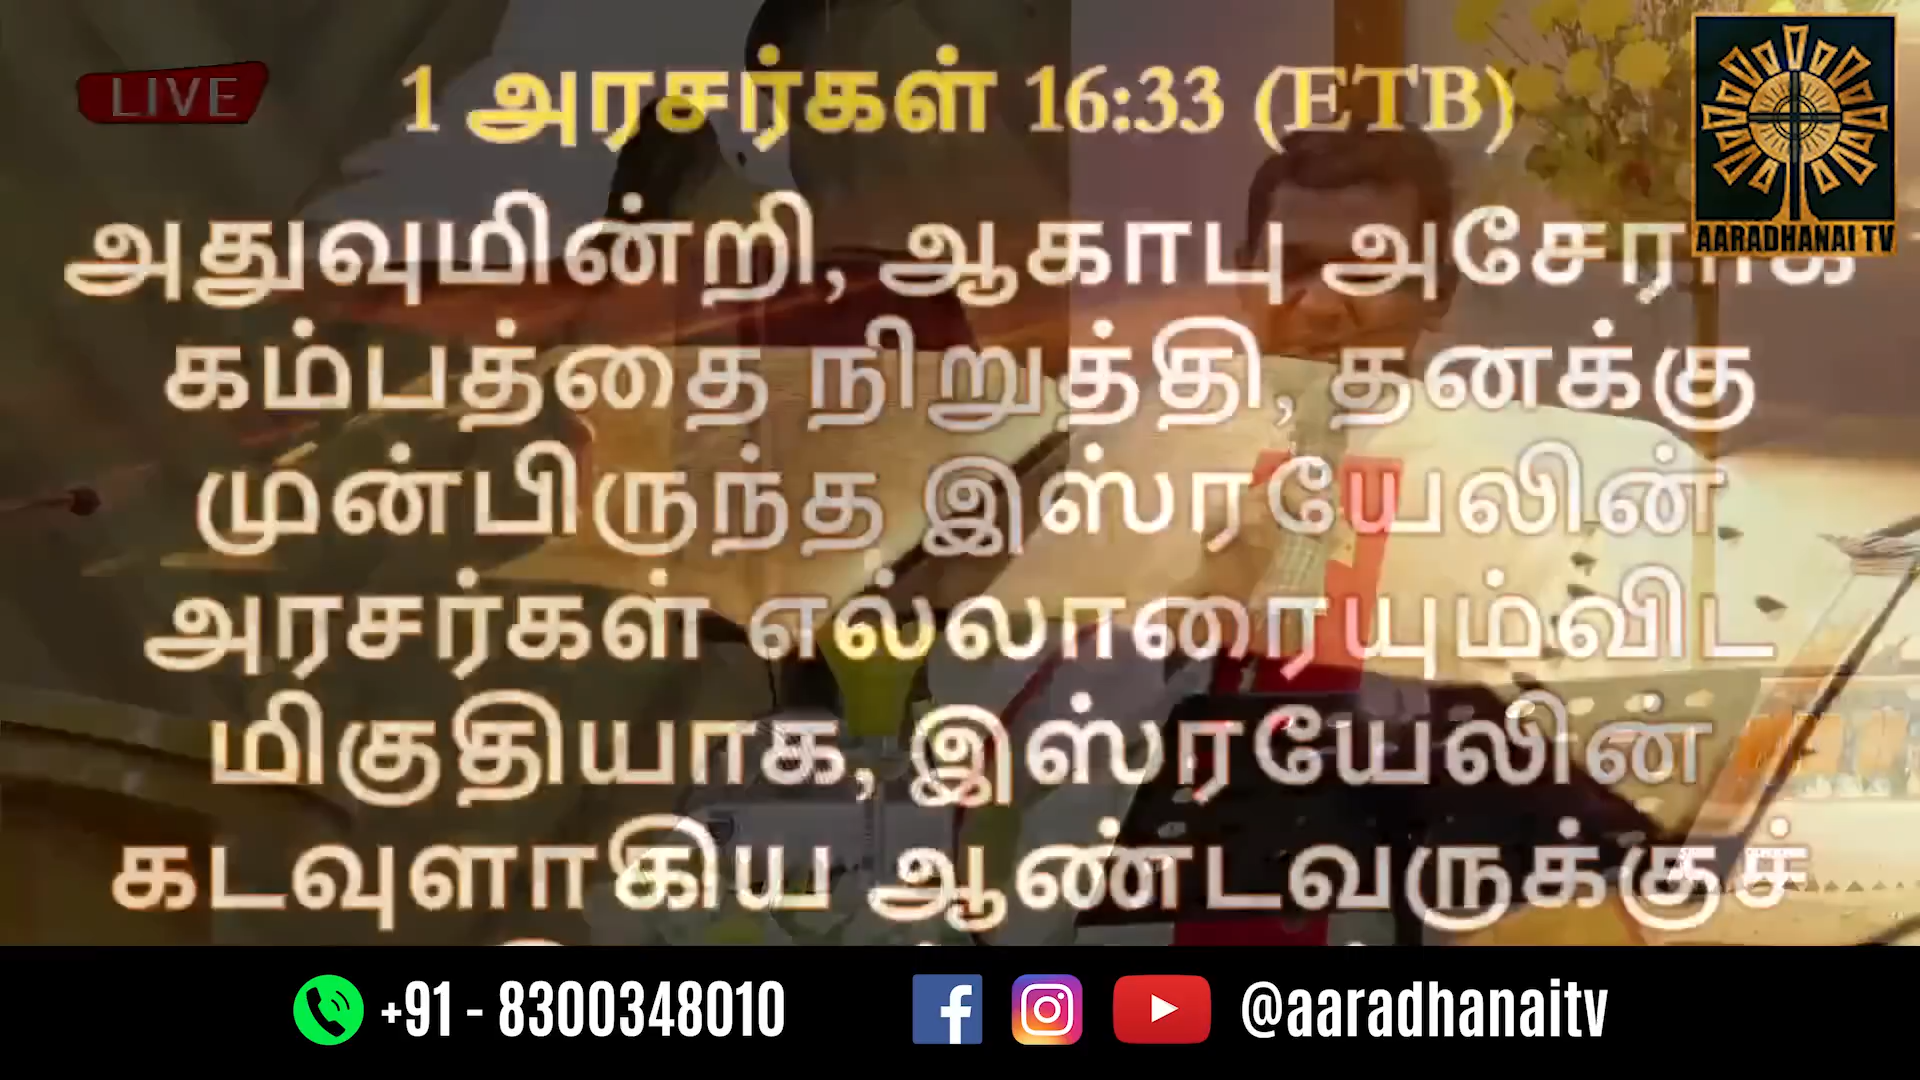 LIVE
1 அரசர்கள் 16:33 (ETB)
அதுவுமின்றி, ஆகாபு
கம்பத்தை நிறுத்தி, தனக்கு
முன்பிருந்த இஸ்ரயேலின்
அரசர்கள் எல்லாரையும்விட
மிகுதியாக, இஸ்ரயேலின்
கடவுளாகிய ஆண்டவருக்குச்
AARADHANAI TV
+91 - 8300348010
@aaradhanaitv